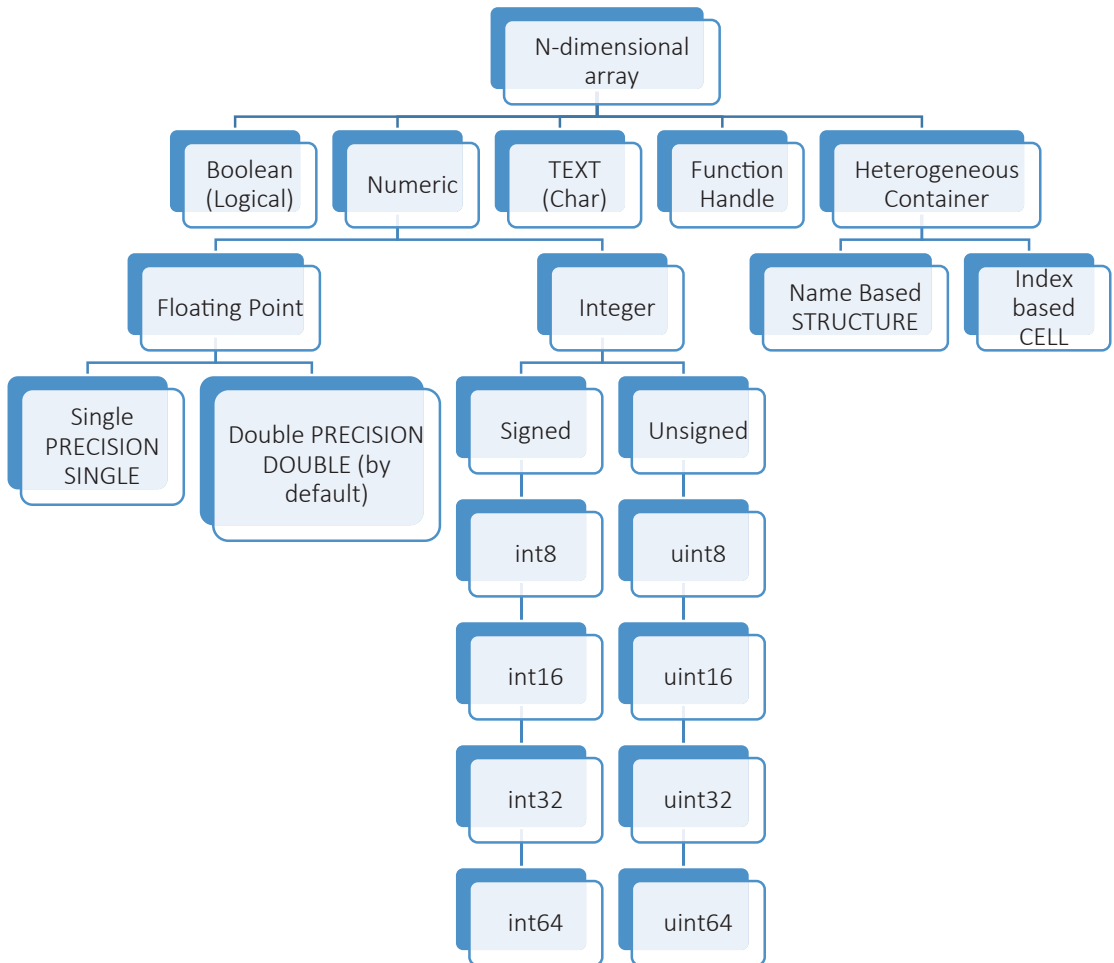 N-dimensional
array
Boolean
(Logical)
Numeric
TEXT
(Char)
Function
Handle
Heterogeneous
Container
Floating Point
Integer
Name Based
STRUCTURE
Index
based
CELL
Single
PRECISION
SINGLE
Double PRECISION
DOUBLE (by
default)
Signed
Unsigned
int8
uint8
int16
uint16
int32
uint32
int64
uint64